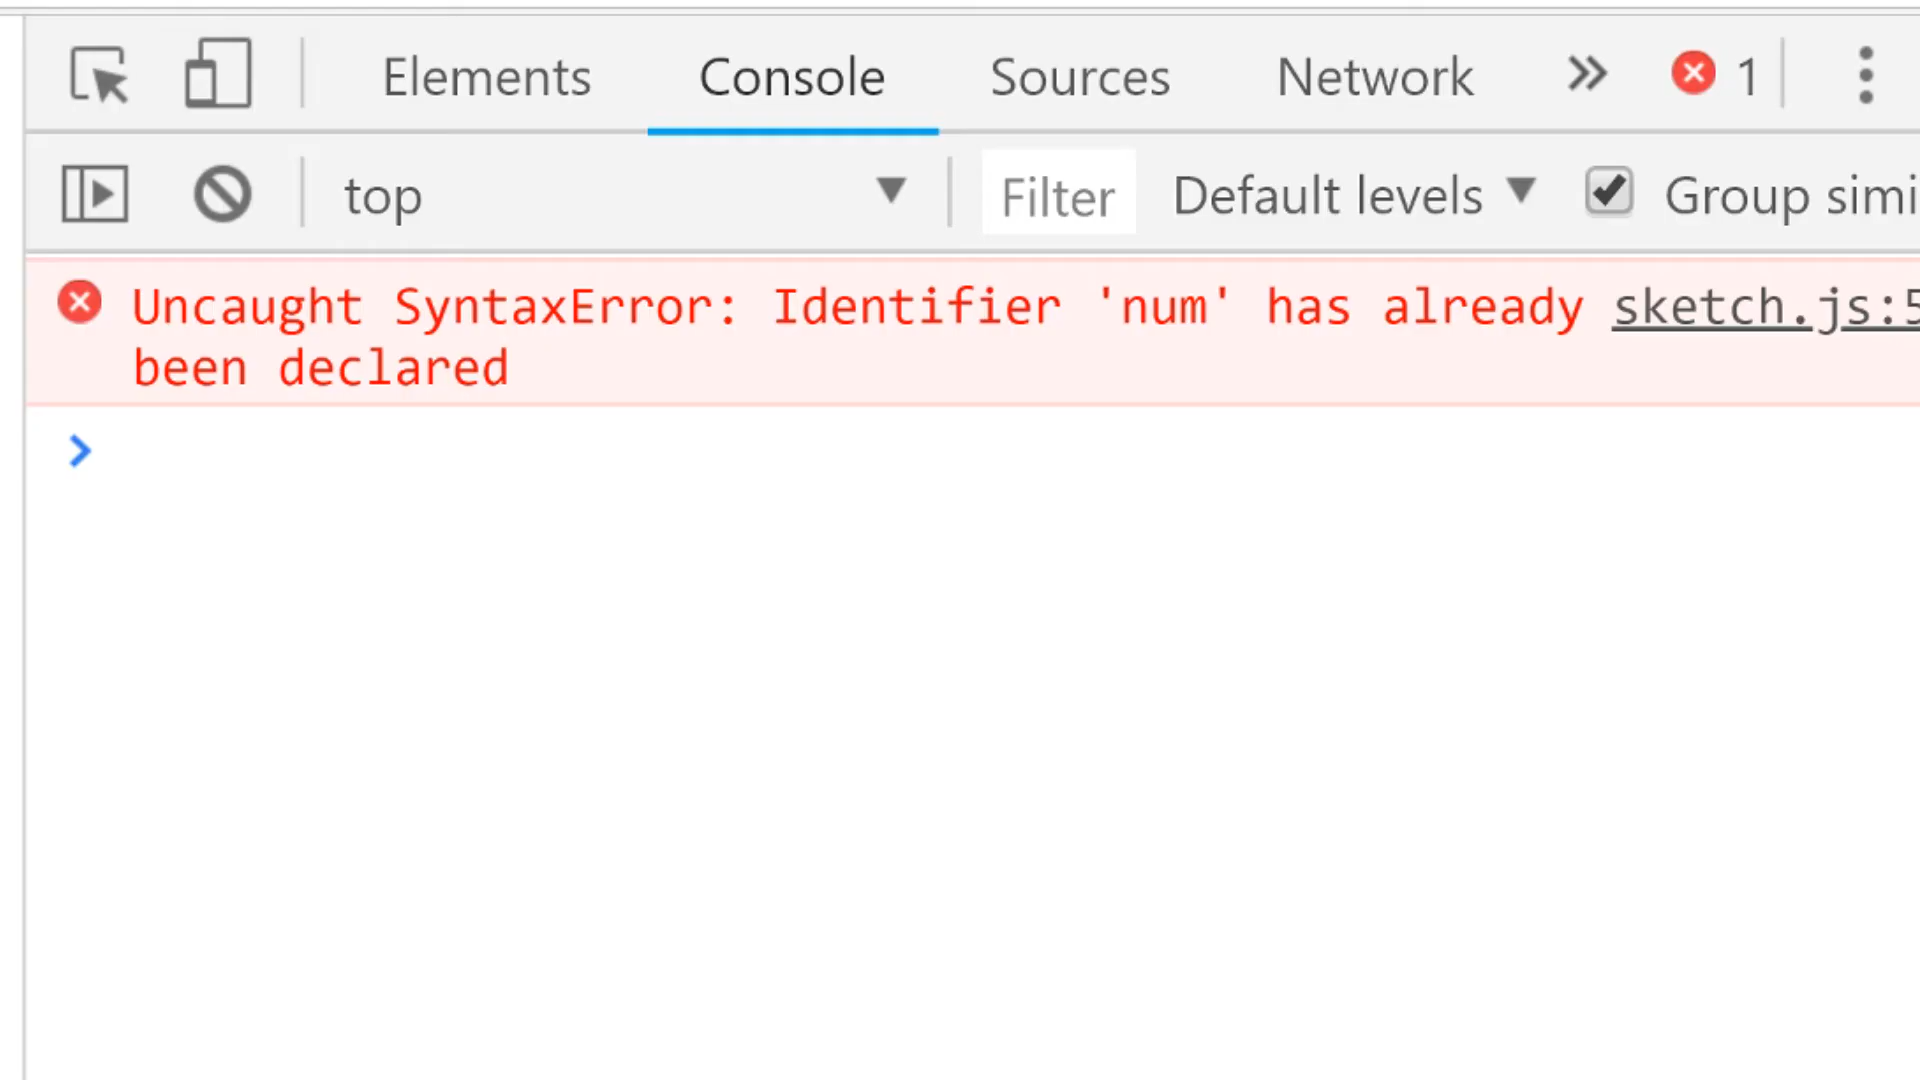 Elements Console Sources Network 1
top Filter Default levels Group simi
Uncaught SyntaxError: Identifier 'num' has already sketch.js:5
been declared